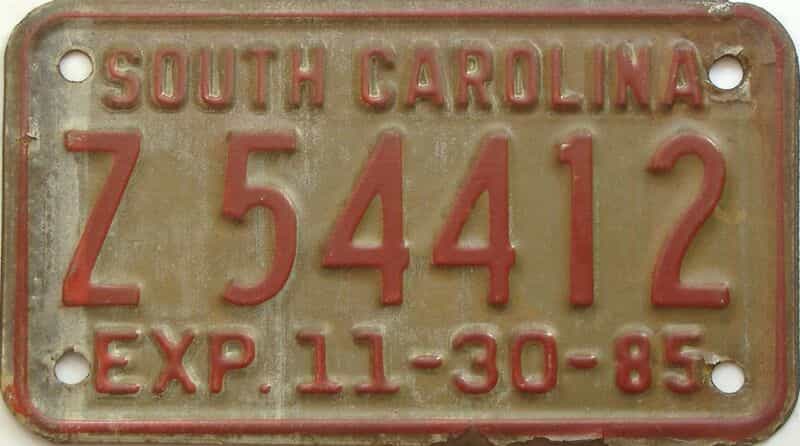 SOUTH CAROLINA
Z 54412
EXP. 11-30-85